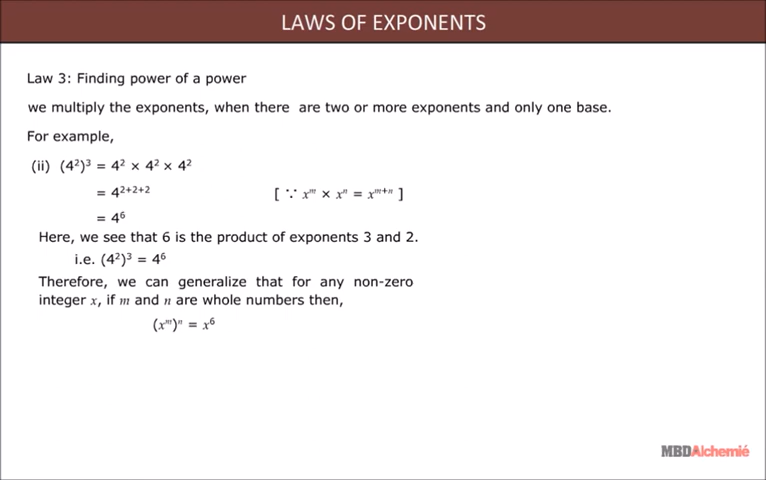 LAWS OF EXPONENTS
Law 3: Finding power of a power
we multiply the exponents, when there are two or more exponents and only one base.
For example,
(ii) (4²)³ = 4² × 4² × 4²
= 4²⁺²⁺² [ ∵ xᵐ × xⁿ = xᵐ⁺ⁿ ]
= 4⁶
Here, we see that 6 is the product of exponents 3 and 2.
i.e. (4²)³ = 4⁶
Therefore, we can generalize that for any non-zero
integer x, if m and n are whole numbers then,
(xᵐ)ⁿ = x⁶
MBDAlchemié